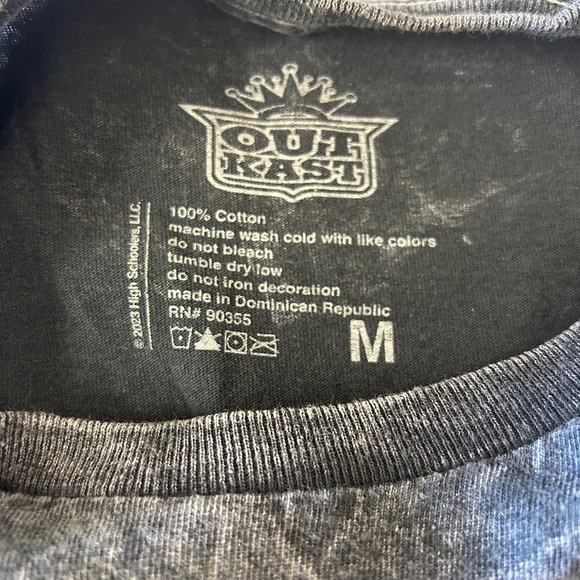 OUT
KAST
100% Cotton
machine wash cold with like colors
do not bleach
tumble dry low
do not iron decoration
made in Dominican Republic
RN# 90355
M
© 2023 High Schoolers, LLC.